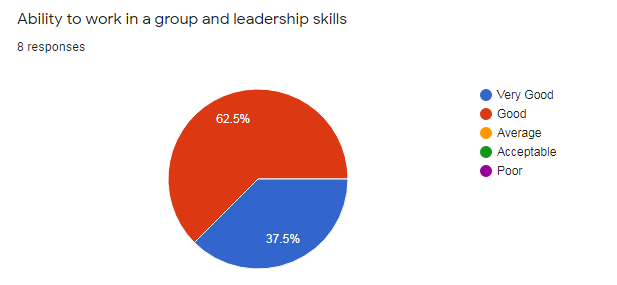 Ability to work in a group and leadership skills
8 responses
62.5%
37.5%
Very Good
Good
Average
Acceptable
Poor